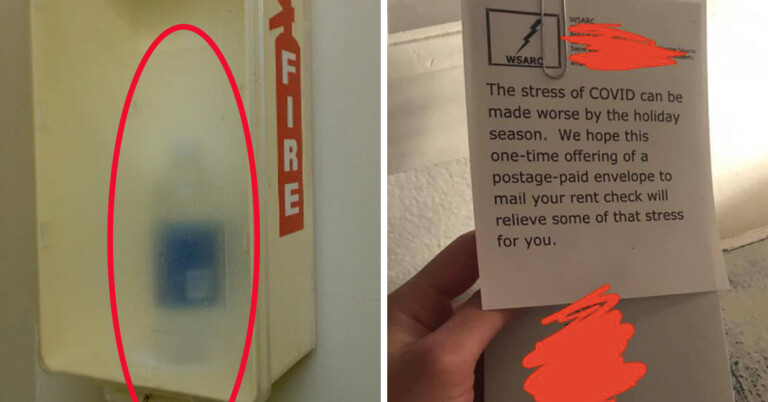 FIRE
WSARC
WSARC
The stress of COVID can be
made worse by the holiday
season. We hope this
one-time offering of a
postage-paid envelope to
mail your rent check will
relieve some of that stress
for you.